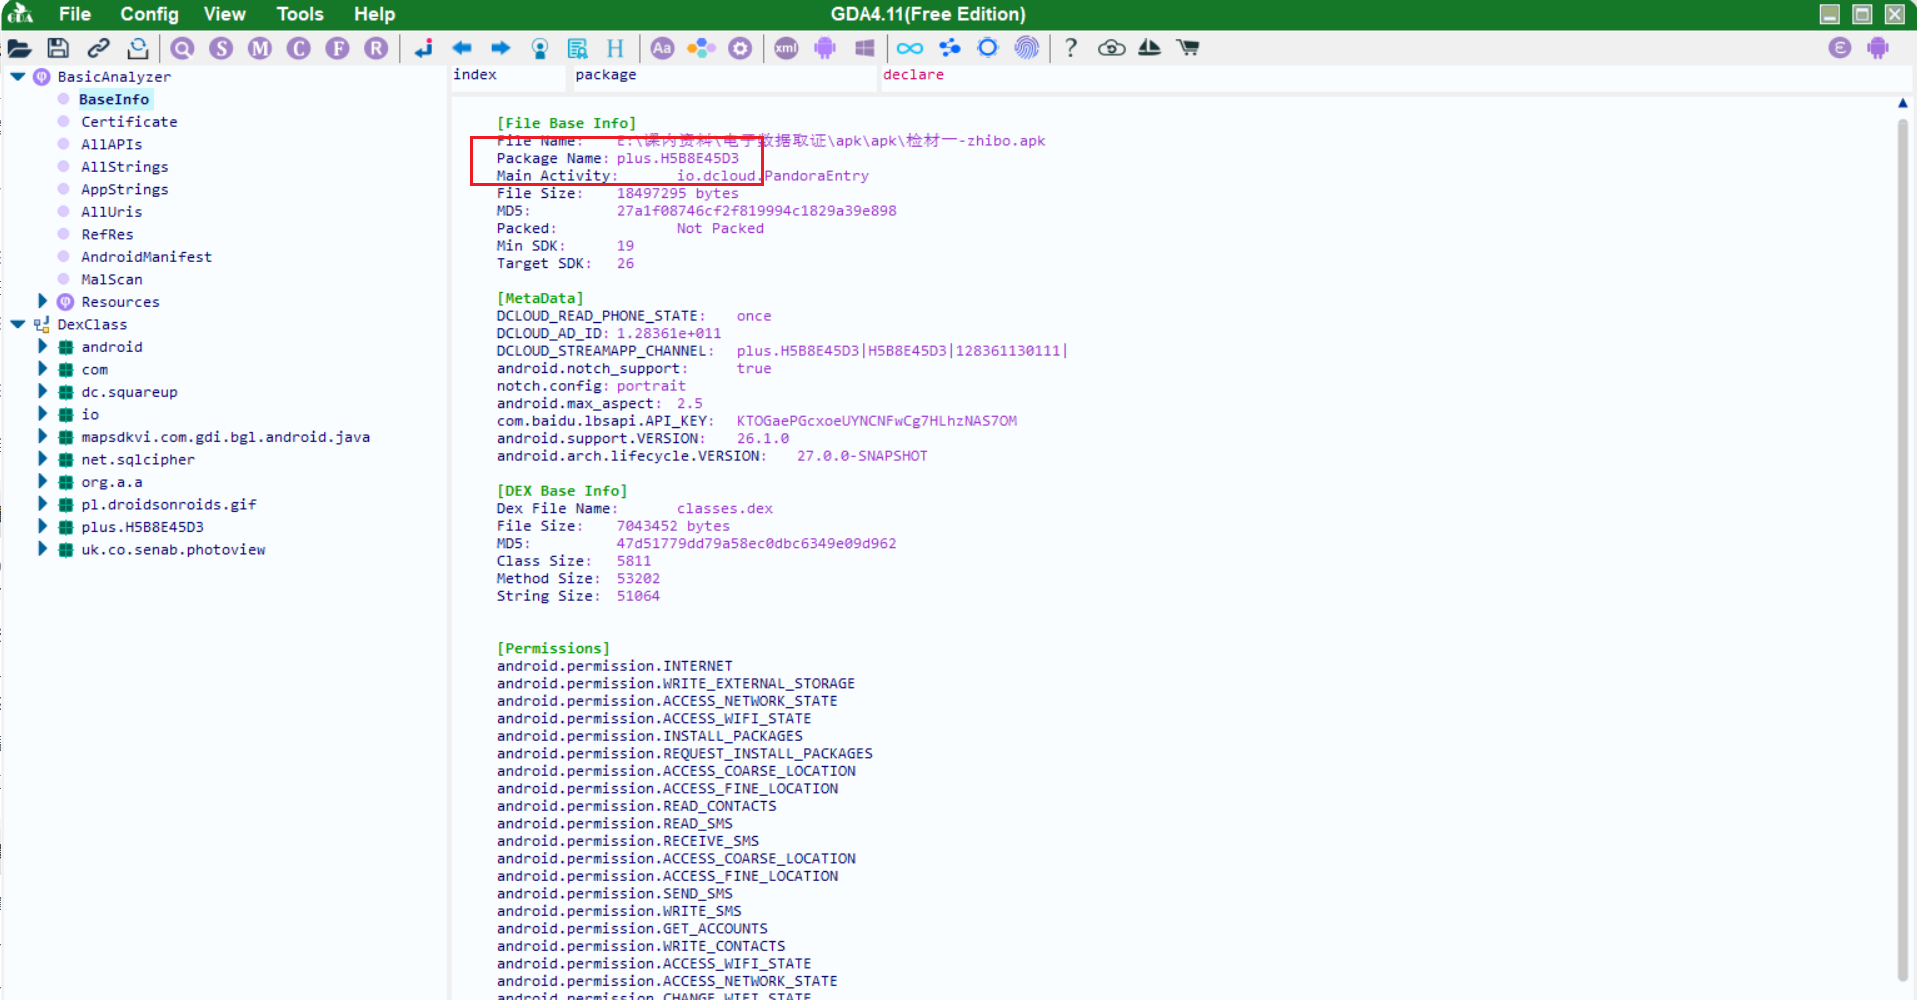 GDA
File Config View Tools Help
GDA4.11(Free Edition)
Q S M C F R H Aa xml ? e
index package declare
BasicAnalyzer
BaseInfo
Certificate
AllAPIs
AllStrings
AppStrings
AllUris
RefRes
AndroidManifest
MalScan
Resources
DexClass
android
com
dc.squareup
io
mapsdkvi.com.gdi.bgl.android.java
net.sqlcipher
org.a.a
pl.droidsonroids.gif
plus.H5B8E45D3
uk.co.senab.photoview
[File Base Info]
File Name: E:\课内资料\电子数据取证\apk\apk\检材一-zhibo.apk
Package Name: plus.H5B8E45D3
Main Activity: io.dcloud.PandoraEntry
File Size: 18497295 bytes
MD5: 27a1f08746cf2f819994c1829a39e898
Packed: Not Packed
Min SDK: 19
Target SDK: 26
[MetaData]
DCLOUD_READ_PHONE_STATE: once
DCLOUD_AD_ID: 1.28361e+011
DCLOUD_STREAMAPP_CHANNEL: plus.H5B8E45D3|H5B8E45D3|128361130111|
android.notch_support: true
notch.config: portrait
android.max_aspect: 2.5
com.baidu.lbsapi.API_KEY: KTOGaePGcxoeUYNCNFwCg7HLhzNAS7OM
android.support.VERSION: 26.1.0
android.arch.lifecycle.VERSION: 27.0.0-SNAPSHOT
[DEX Base Info]
Dex File Name: classes.dex
File Size: 7043452 bytes
MD5: 47d51779dd79a58ec0dbc6349e09d962
Class Size: 5811
Method Size: 53202
String Size: 51064
[Permissions]
android.permission.INTERNET
android.permission.WRITE_EXTERNAL_STORAGE
android.permission.ACCESS_NETWORK_STATE
android.permission.ACCESS_WIFI_STATE
android.permission.INSTALL_PACKAGES
android.permission.REQUEST_INSTALL_PACKAGES
android.permission.ACCESS_COARSE_LOCATION
android.permission.ACCESS_FINE_LOCATION
android.permission.READ_CONTACTS
android.permission.READ_SMS
android.permission.RECEIVE_SMS
android.permission.ACCESS_COARSE_LOCATION
android.permission.ACCESS_FINE_LOCATION
android.permission.SEND_SMS
android.permission.WRITE_SMS
android.permission.GET_ACCOUNTS
android.permission.WRITE_CONTACTS
android.permission.ACCESS_WIFI_STATE
android.permission.ACCESS_NETWORK_STATE
android.permission.CHANGE_WIFI_STATE